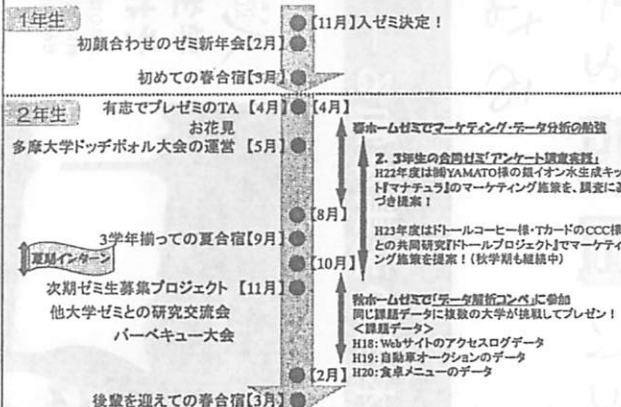 1年生
【11月】入ゼミ決定!
初顔合わせのゼミ新年会【2月】
初めての春合宿【3月】
2年生
有志でプレゼミのTA 【4月】
【4月】
お花見
春ホームゼミでマーケティング・データ分析の勉強
多摩大学ドッヂボォル大会の運営 【5月】
2. 3年生の合同ゼミ「アンケート調査実践」
H22年度は㈱YAMATO様の銀イオン水生成キッ
ト『マナチュラ』のマーケティング施策を、調査に基
づき提案!
【8月】
3学年揃っての夏合宿【9月】
H23年度はドトールコーヒー様・TカードのCCC様
との共同研究『ドトールプロジェクト』でマーケティ
ング施策を提案!(秋学期も継続中)
夏期インターン
【10月】
次期ゼミ生募集プロジェクト 【11月】
秋ホームゼミで「データ解析コンペ」に参加
他大学ゼミとの研究交流会
同じ課題データに複数の大学が挑戦してプレゼン!
<課題データ>
バーベキュー大会
H18:Webサイトのアクセスログデータ
H19:自動車オークションのデータ
【2月】
H20:食卓メニューのデータ
後輩を迎えての春合宿【3月】